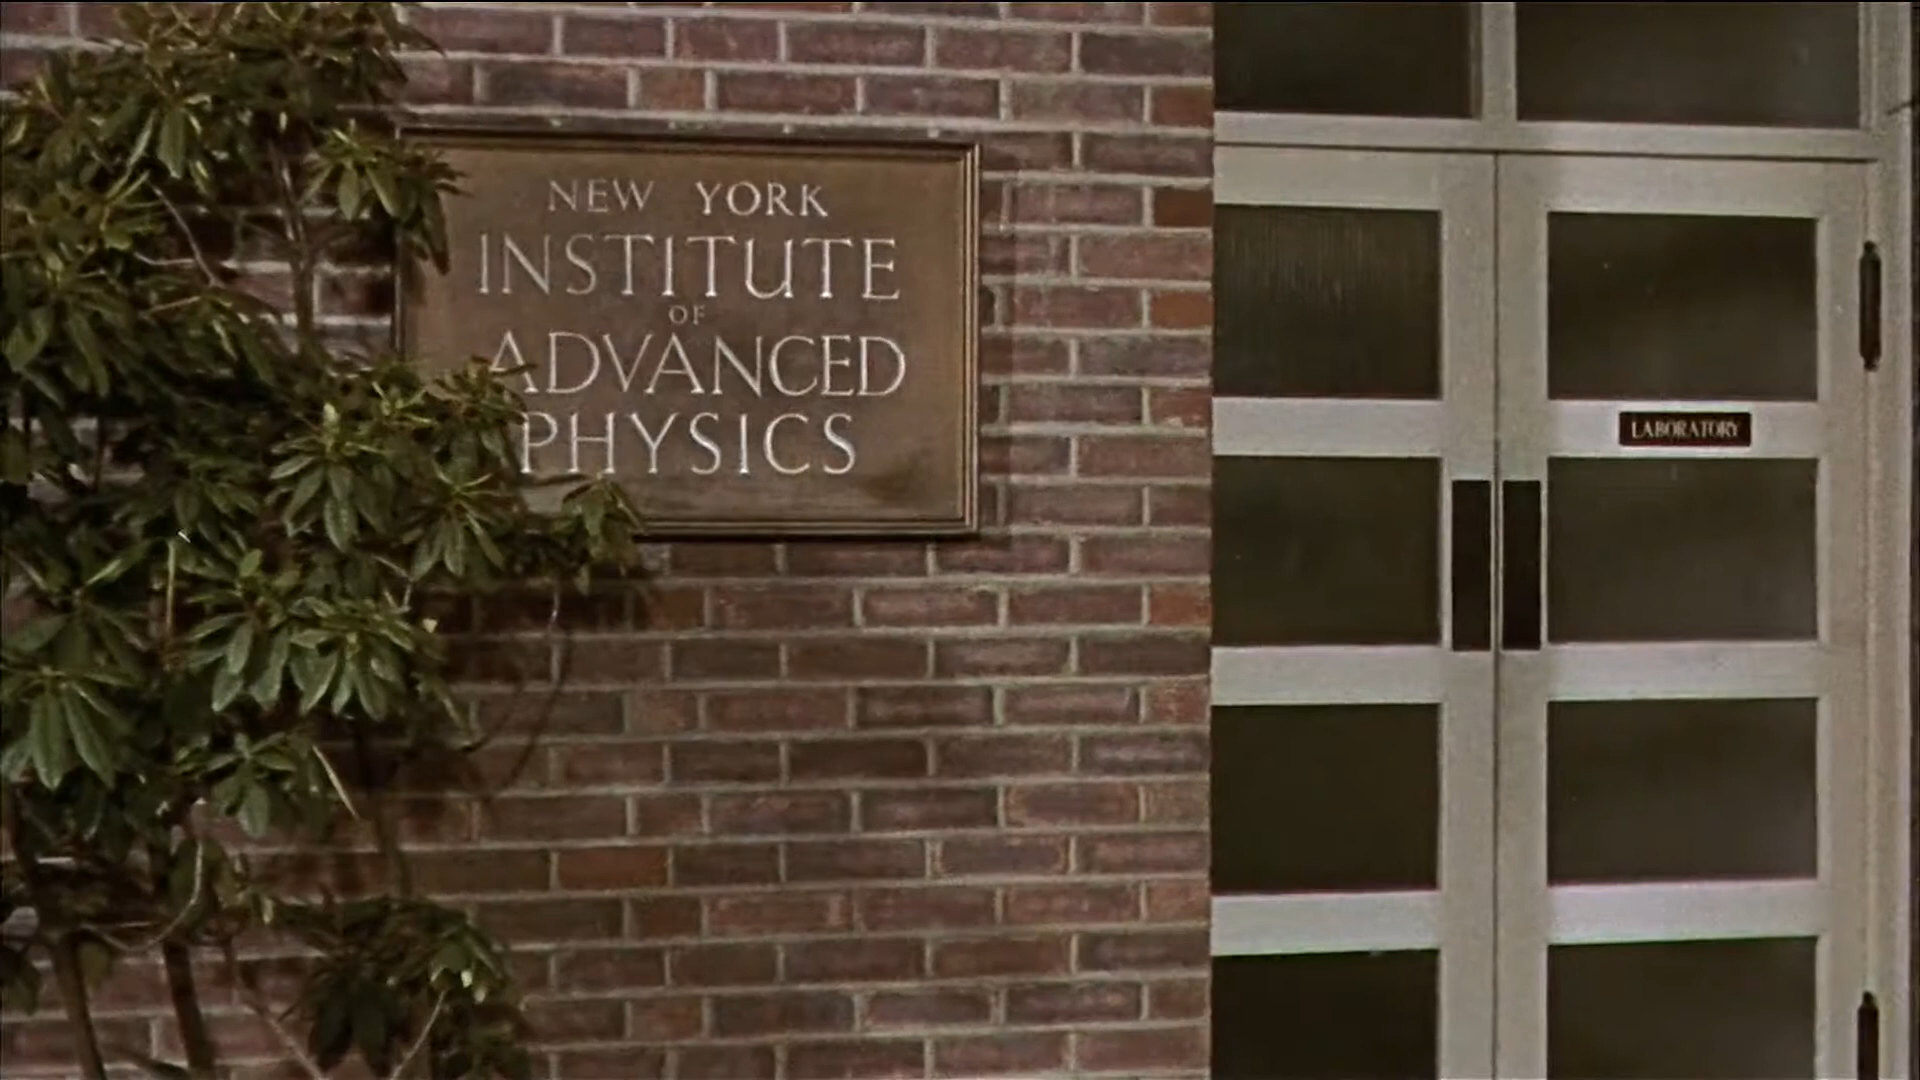 NEW YORK
INSTITUTE
OF
ADVANCED
PHYSICS
LABORATORY